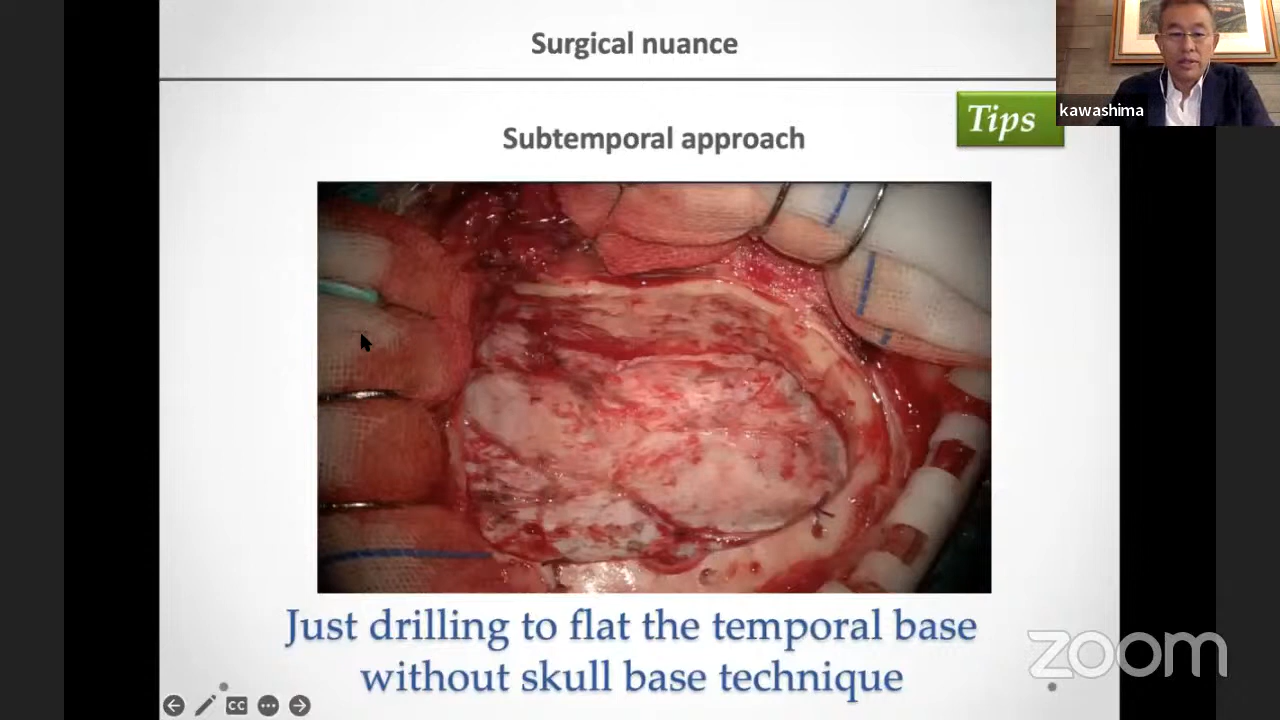 Surgical nuance
Tips
kawashima
Subtemporal approach
Just drilling to flat the temporal base
without skull base technique
zoom
CC